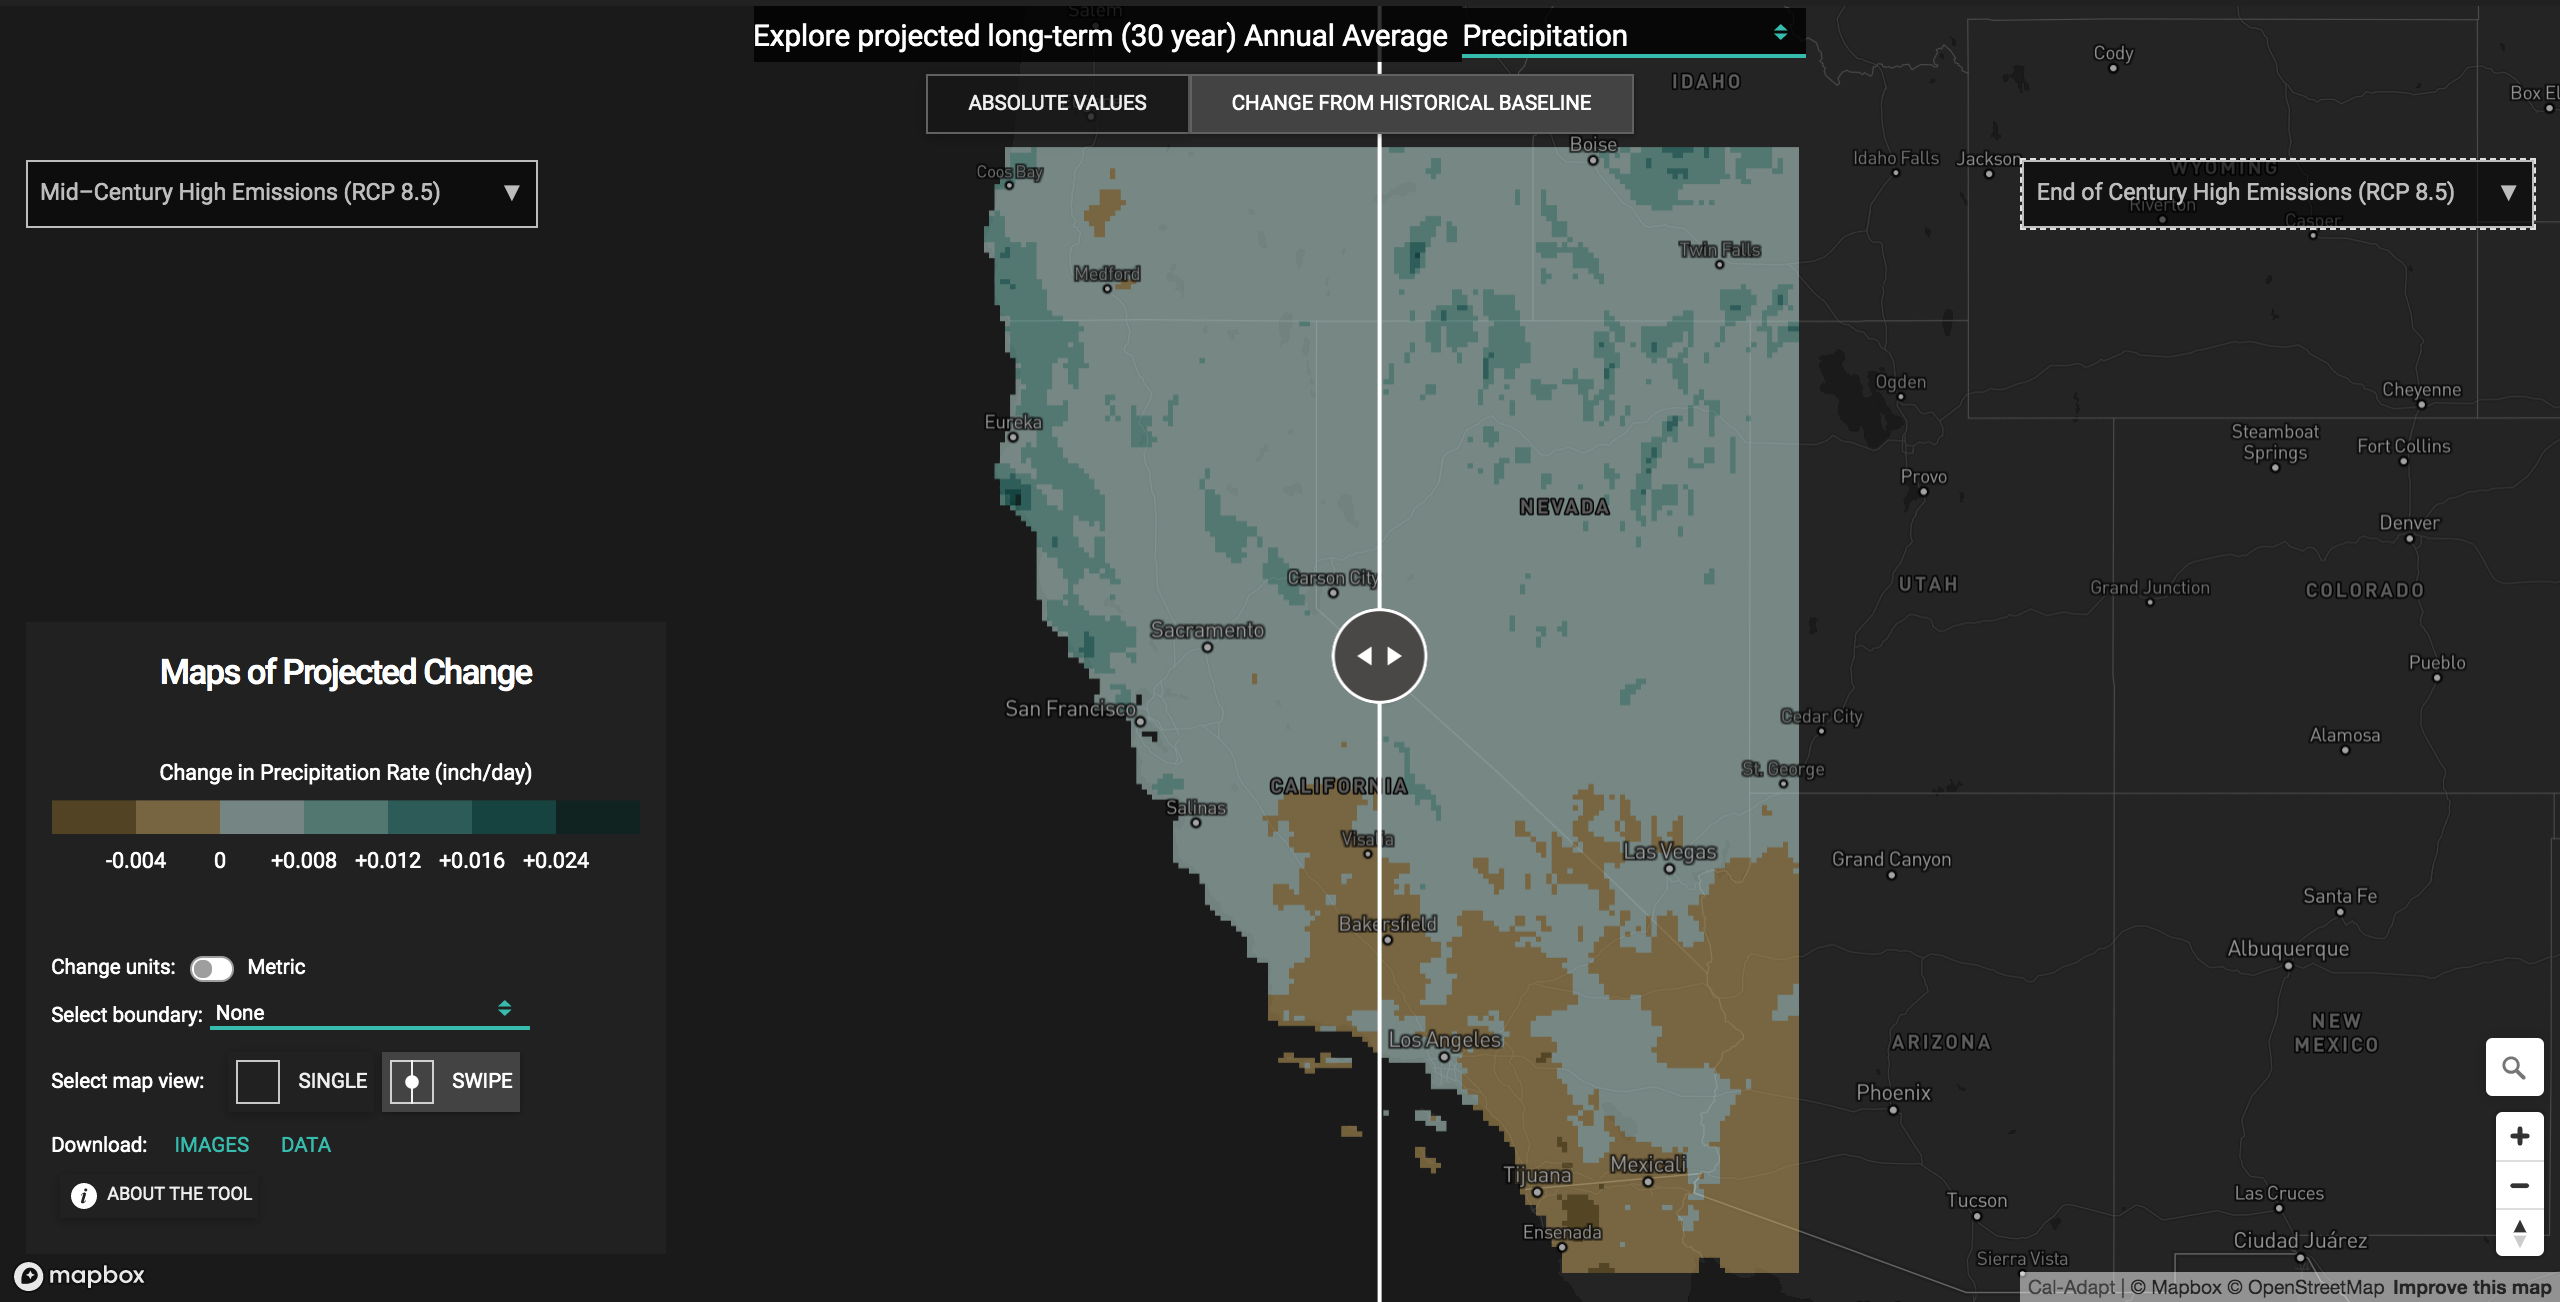 Salem
Explore projected long-term (30 year) Annual Average Precipitation
ABSOLUTE VALUES
CHANGE FROM HISTORICAL BASELINE
IDAHO
Cody
Box El
Boise
Idaho Falls
Jackson
WYOMING
Coos Bay
Mid–Century High Emissions (RCP 8.5) ▼
End of Century High Emissions (RCP 8.5) ▼
Riverton
Casper
Twin Falls
Medford
Ogden
Cheyenne
Eureka
Steamboat
Springs
Fort Collins
Provo
NEVADA
Denver
Carson City
UTAH
Grand Junction
COLORADO
Sacramento
Maps of Projected Change
Pueblo
San Francisco
Cedar City
Alamosa
Change in Precipitation Rate (inch/day)
St. George
CALIFORNIA
Salinas
Visalia
Las Vegas
Grand Canyon
-0.004 0 +0.008 +0.012 +0.016 +0.024
Santa Fe
Bakersfield
Albuquerque
Change units: Metric
Select boundary: None
NEW
MEXICO
Los Angeles
ARIZONA
Select map view: SINGLE SWIPE
Phoenix
Download: IMAGES DATA
Tijuana
Mexicali
i ABOUT THE TOOL
Tucson
Las Cruces
Ensenada
Ciudad Juárez
Sierra Vista
mapbox
Cal-Adapt | © Mapbox © OpenStreetMap Improve this map